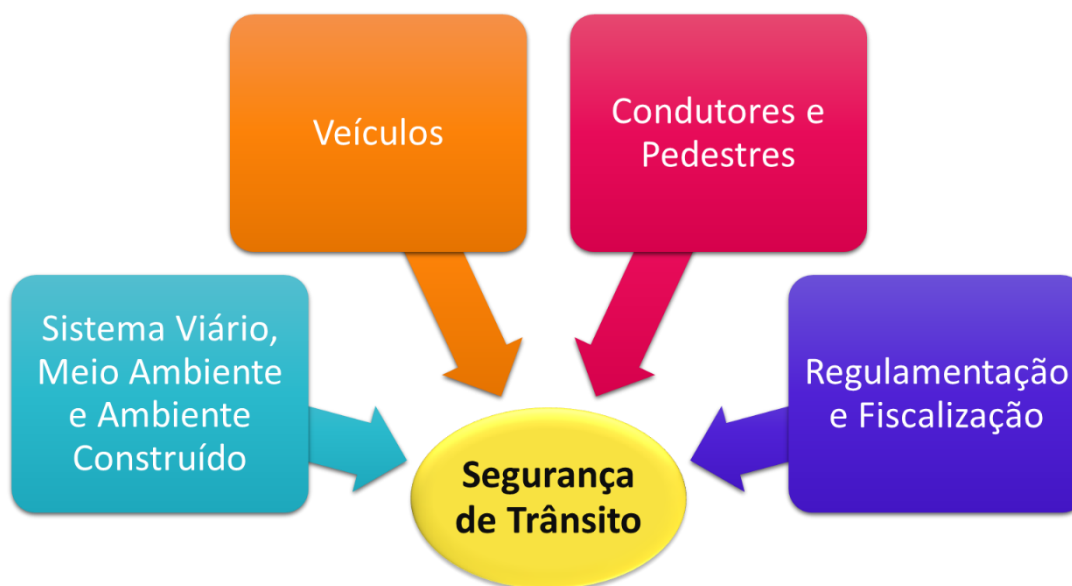 Veículos
Condutores e
Pedestres
Sistema Viário,
Meio Ambiente
e Ambiente
Construído
Regulamentação
e Fiscalização
Segurança
de Trânsito